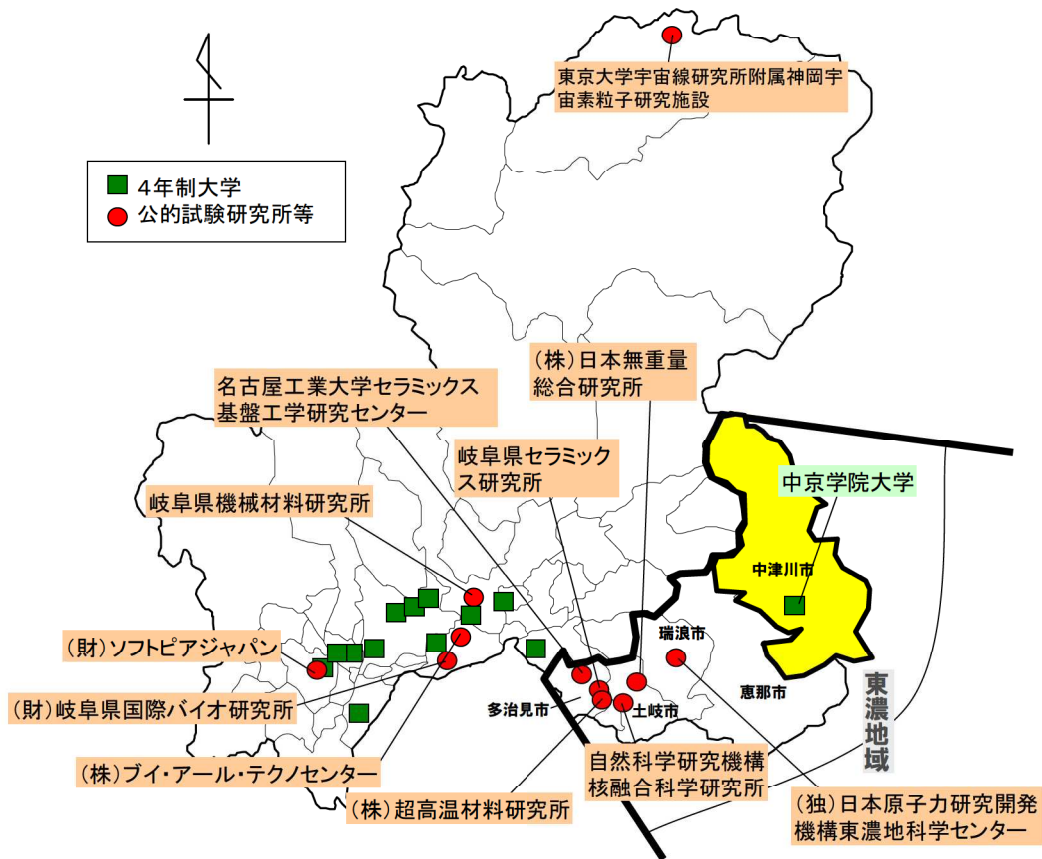 東京大学宇宙線研究所附属神岡宇
宙素粒子研究施設
４年制大学
公的試験研究所等
(株)日本無重量
総合研究所
名古屋工業大学セラミックス
基盤工学研究センター
岐阜県セラミック
ス研究所
中京学院大学
岐阜県機械材料研究所
中津川市
瑞浪市
(財)ソフトピアジャパン
恵那市
東濃地域
(財)岐阜県国際バイオ研究所
多治見市
土岐市
(株)ブイ・アール・テクノセンター
自然科学研究機構
核融合科学研究所
(株)超高温材料研究所
(独)日本原子力研究開発
機構東濃地科学センター